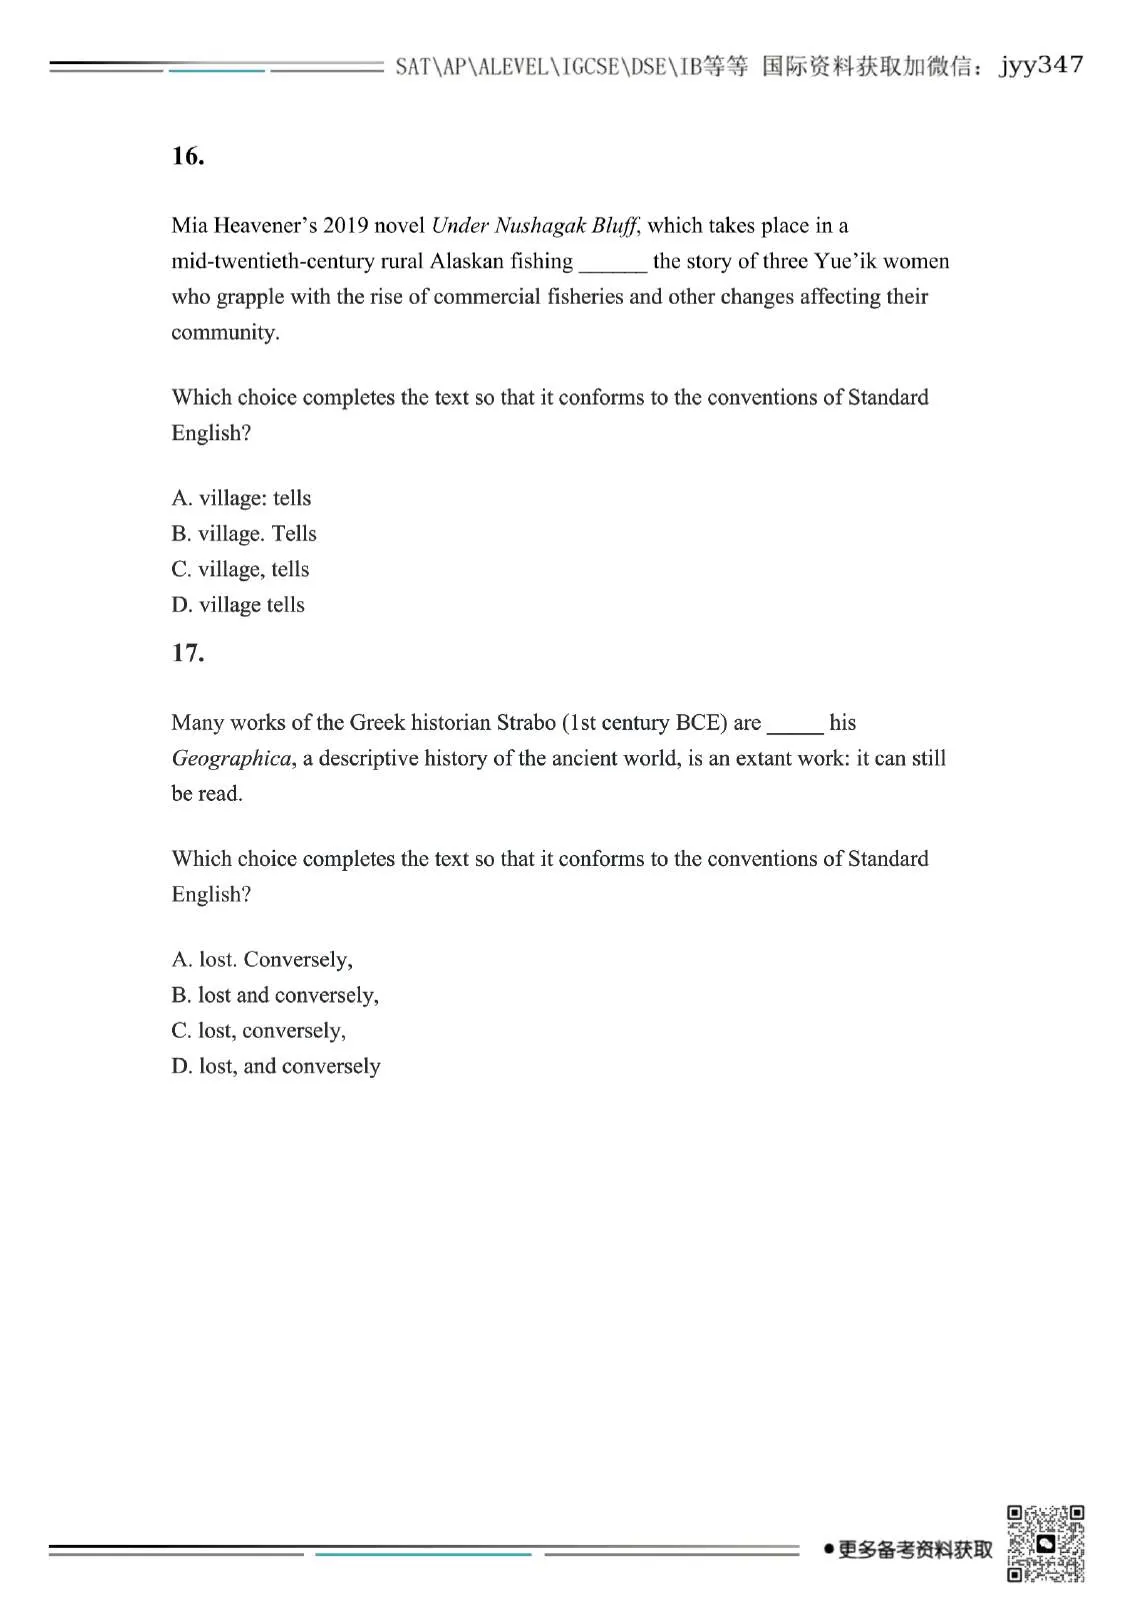 SAT\AP\ALEVEL\IGCSE\DSE\IB等等 国际资料获取加微信: jyy347
16.
Mia Heavener’s 2019 novel Under Nushagak Bluff, which takes place in a
mid-twentieth-century rural Alaskan fishing ______ the story of three Yue’ik women
who grapple with the rise of commercial fisheries and other changes affecting their
community.
Which choice completes the text so that it conforms to the conventions of Standard
English?
A. village: tells
B. village. Tells
C. village, tells
D. village tells
17.
Many works of the Greek historian Strabo (1st century BCE) are _____ his
Geographica, a descriptive history of the ancient world, is an extant work: it can still
be read.
Which choice completes the text so that it conforms to the conventions of Standard
English?
A. lost. Conversely,
B. lost and conversely,
C. lost, conversely,
D. lost, and conversely
●更多备考资料获取